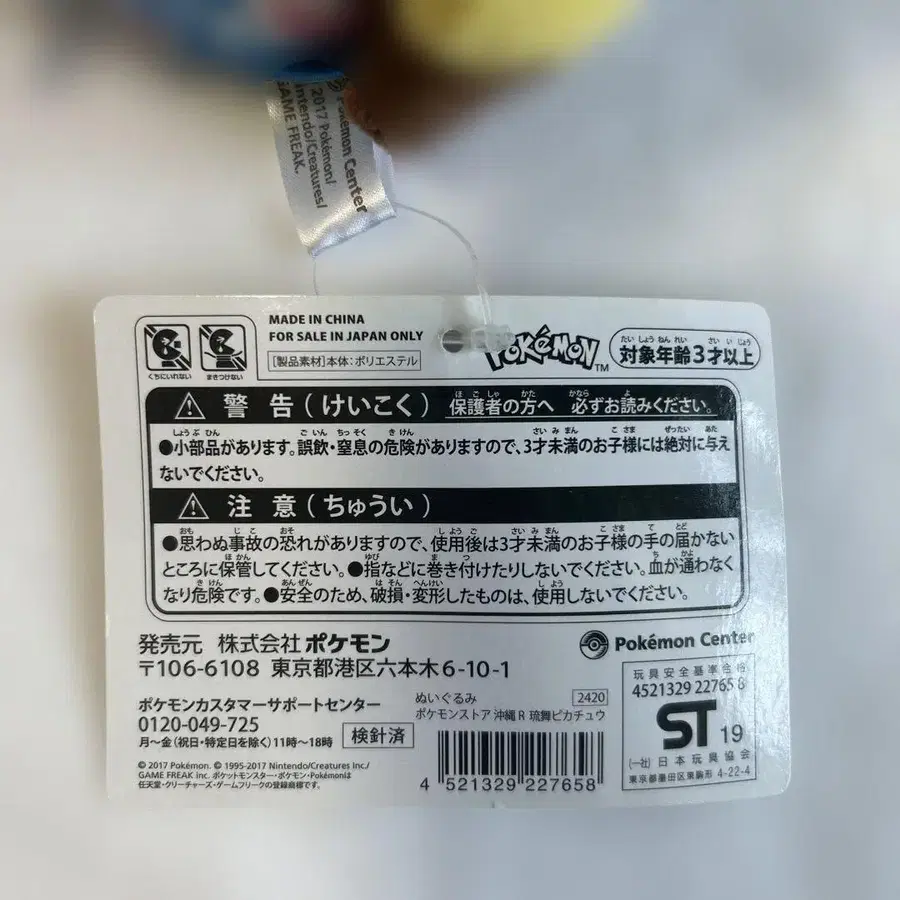 Pokémon Center
2017 Pokémon/
Nintendo/Creatures/
GAME FREAK.
くちにいれない
まきつけない
MADE IN CHINA
FOR SALE IN JAPAN ONLY
[製品素材]本体:ポリエステル
POKéMON TM
たいしょうねんれい さいいじょう
対象年齢3才以上
警告(けいこく) 保護者の方へ 必ずお読みください。
●小部品があります。誤飲・窒息の危険がありますので、3才未満のお子様には絶対に与え
ないでください。
注意(ちゅうい)
●思わぬ事故の恐れがありますので、使用後は3才未満のお子様の手の届かない
ところに保管してください。●指などに巻き付けたりしないでください。血が通わなく
なり危険です。●安全のため、破損・変形したものは、使用しないでください。
発売元 株式会社ポケモン
〒106-6108 東京都港区六本木6-10-1
Pokémon Center
ポケモンカスタマーサポートセンター
0120-049-725
月〜金(祝日・特定日を除く)11時〜18時
検針済
© 2017 Pokémon. © 1995-2017 Nintendo/Creatures Inc./
GAME FREAK inc. ポケットモンスター・ポケモン・Pokémonは
任天堂・クリーチャーズ・ゲームフリークの登録商標です。
ぬいぐるみ 2420
ポケモンストア 沖縄R 琉舞ピカチュウ
4 521329 227658
玩具安全基準合格
4521329 22765 8
ST 19
(一社)日本玩具協会
東京都墨田区東駒形 4-22-4